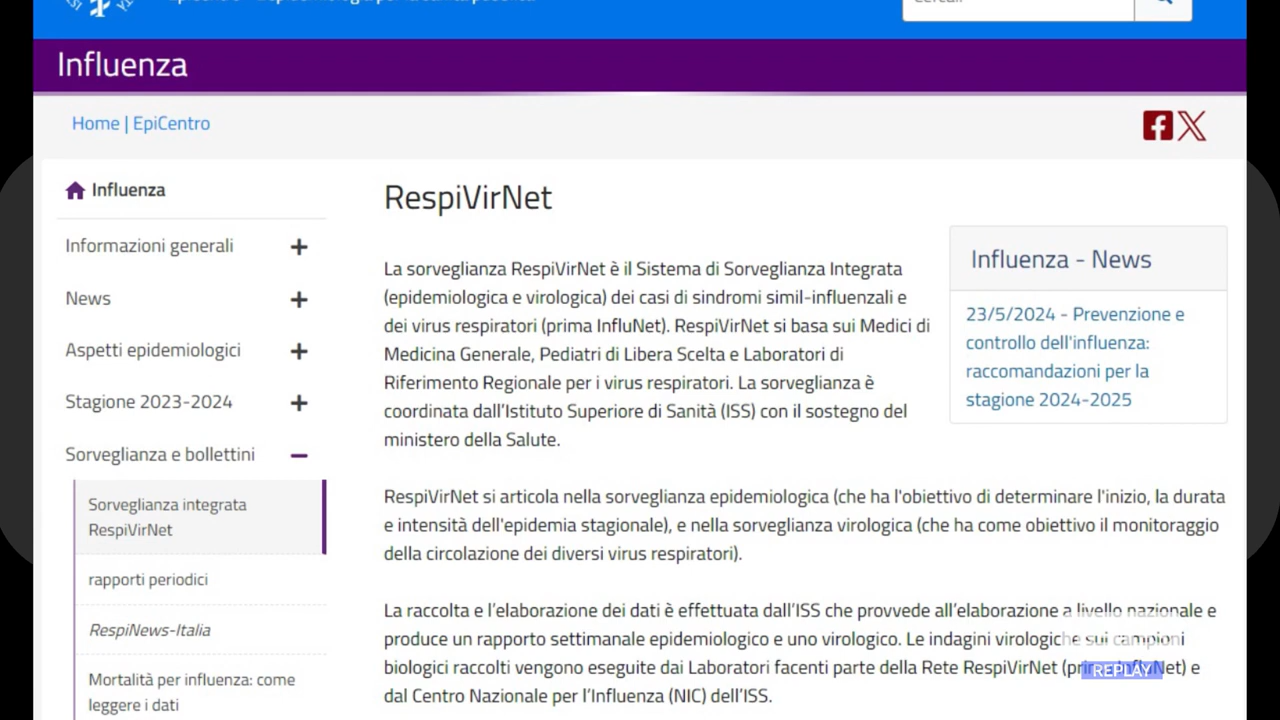 Influenza
Home | EpiCentro
Influenza
Informazioni generali
News
Aspetti epidemiologici
Stagione 2023-2024
Sorveglianza e bollettini
Sorveglianza integrata
RespiVirNet
rapporti periodici
RespiNews-Italia
Mortalità per influenza: come
leggere i dati
RespiVirNet
La sorveglianza RespiVirNet è il Sistema di Sorveglianza Integrata
(epidemiologica e virologica) dei casi di sindromi simil-influenzali e
dei virus respiratori (prima InfluNet). RespiVirNet si basa sui Medici di
Medicina Generale, Pediatri di Libera Scelta e Laboratori di
Riferimento Regionale per i virus respiratori. La sorveglianza è
coordinata dall’Istituto Superiore di Sanità (ISS) con il sostegno del
ministero della Salute.
RespiVirNet si articola nella sorveglianza epidemiologica (che ha l'obiettivo di determinare l'inizio, la durata
e intensità dell'epidemia stagionale), e nella sorveglianza virologica (che ha come obiettivo il monitoraggio
della circolazione dei diversi virus respiratori).
La raccolta e l’elaborazione dei dati è effettuata dall’ISS che provvede all’elaborazione a livello nazionale e
produce un rapporto settimanale epidemiologico e uno virologico. Le indagini virologiche sui campioni
biologici raccolti vengono eseguite dai Laboratori facenti parte della Rete RespiVirNet (prima InfluNet) e
dal Centro Nazionale per l’Influenza (NIC) dell’ISS.
Influenza - News
23/5/2024 - Prevenzione e
controllo dell'influenza:
raccomandazioni per la
stagione 2024-2025
REPLAY